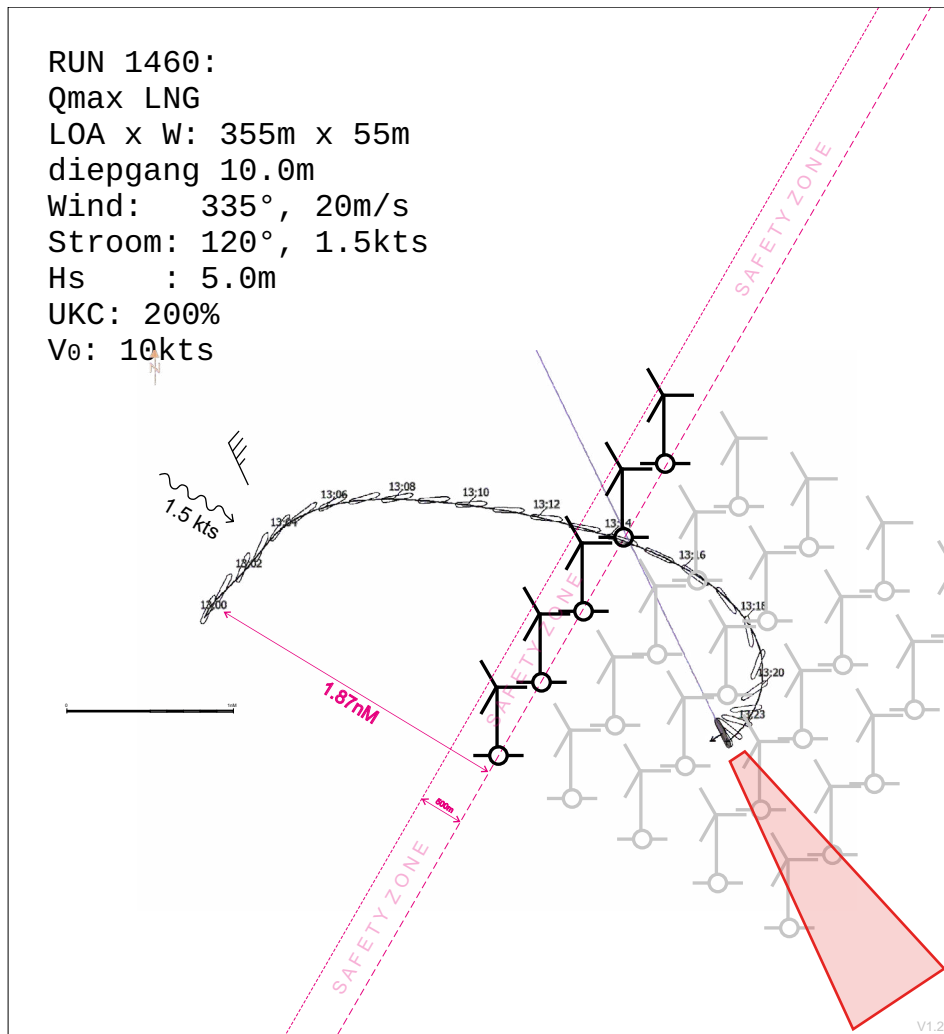 RUN 1460:
Qmax LNG
LOA x W: 355m x 55m
diepgang 10.0m
Wind: 335°, 20m/s
Stroom: 120°, 1.5kts
Hs : 5.0m
UKC: 200%
V0: 10kts
N
SAFETY ZONE
1.5 kts
13:00
13:02
13:04
13:06
13:08
13:10
13:12
13:14
13:16
13:18
13:20
13:23
SAFETY ZONE
1.87nM
0
SAFETY ZONE
V1.2